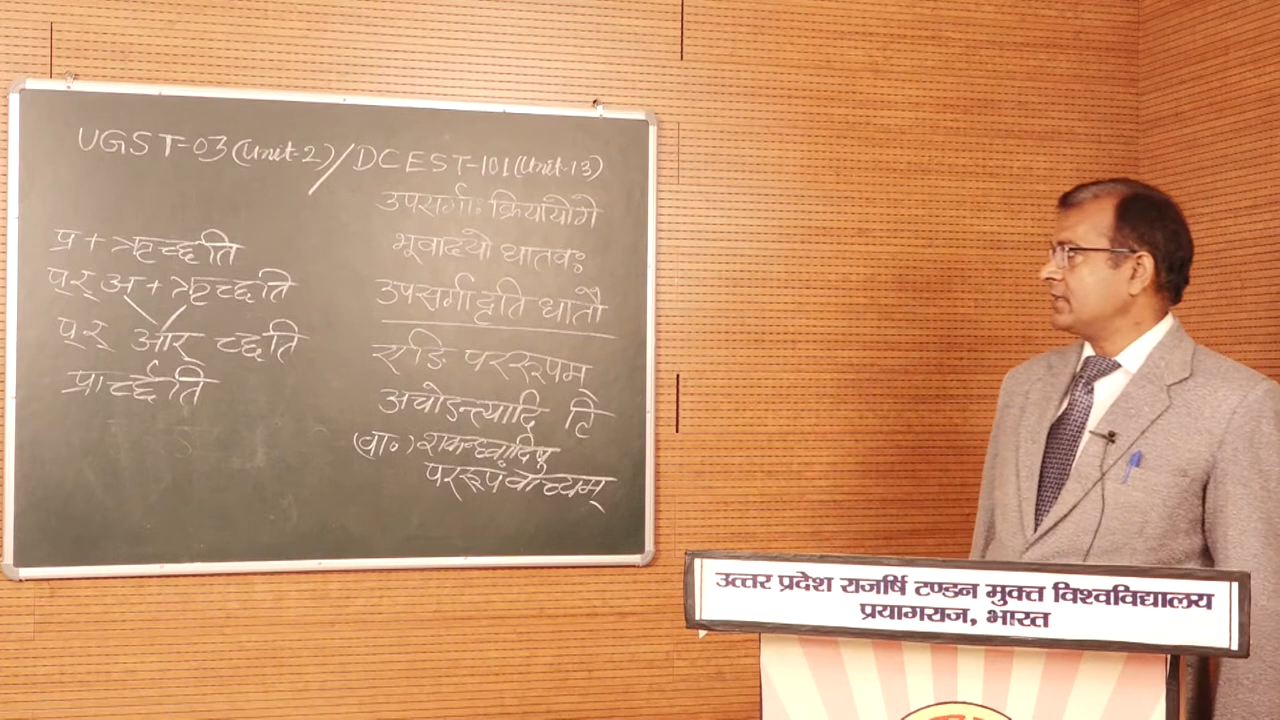 UGST-03(Unit-2)/DCEST-101(Unit-13)
प्र + ऋच्छति
प् र् अ + ऋच्छति
प् र् आर् च्छति
प्रार्च्छति
उपसर्गाः क्रियायोगे
भूवादयो धातवः
उपसर्गादृति धातौ
एङि पररूपम्
अचोऽन्त्यादि टि
(वा०) शकन्ध्वादिषु
पररूपं वाच्यम्
उत्तर प्रदेश राजर्षि टण्डन मुक्त विश्वविद्यालय
प्रयागराज, भारत